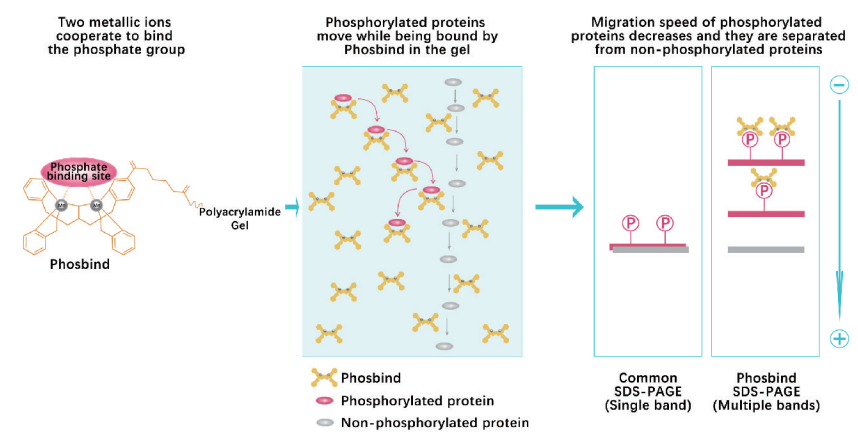 Two metallic ions
cooperate to bind
the phosphate group
Phosphorylated proteins
move while being bound by
Phosbind in the gel
Migration speed of phosphorylated
proteins decreases and they are separated
from non-phosphorylated proteins
Phosphate
binding site
Polyacrylamide
Gel
Phosbind
P
P
P
P
P
−
+
Phosbind
Phosphorylated protein
Non-phosphorylated protein
Common
SDS-PAGE
(Single band)
Phosbind
SDS-PAGE
(Multiple bands)